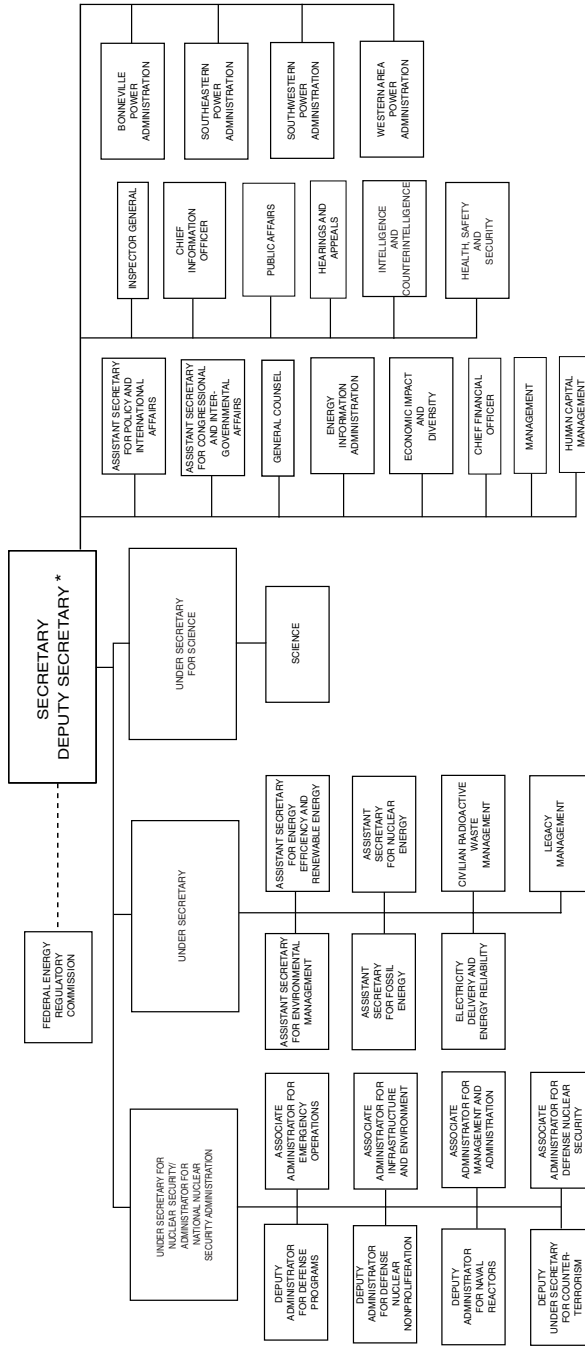 SECRETARY
DEPUTY SECRETARY *
FEDERAL ENERGY
REGULATORY
COMMISSION
UNDER SECRETARY FOR
NUCLEAR SECURITY/
ADMINISTRATOR FOR
NATIONAL NUCLEAR
SECURITY ADMINISTRATION
DEPUTY
ADMINISTRATOR
FOR DEFENSE
PROGRAMS
ASSOCIATE
ADMINISTRATOR FOR
EMERGENCY
OPERATIONS
DEPUTY
ADMINISTRATOR
FOR DEFENSE
NUCLEAR
NONPROLIFERATION
ASSOCIATE
ADMINISTRATOR FOR
INFRASTRUCTURE
AND ENVIRONMENT
DEPUTY
ADMINISTRATOR
FOR NAVAL
REACTORS
ASSOCIATE
ADMINISTRATOR FOR
MANAGEMENT AND
ADMINISTRATION
DEPUTY
UNDER SECRETARY
FOR COUNTER-
TERRORISM
ASSOCIATE
ADMINISTRATOR FOR
DEFENSE NUCLEAR
SECURITY
UNDER SECRETARY
ASSISTANT SECRETARY
FOR ENVIRONMENTAL
MANAGEMENT
ASSISTANT SECRETARY
FOR ENERGY
EFFICIENCY AND
RENEWABLE ENERGY
ASSISTANT
SECRETARY
FOR FOSSIL
ENERGY
ASSISTANT
SECRETARY
FOR NUCLEAR
ENERGY
ELECTRICITY
DELIVERY AND
ENERGY RELIABILITY
CIVILIAN RADIOACTIVE
WASTE
MANAGEMENT
LEGACY
MANAGEMENT
UNDER SECRETARY
FOR SCIENCE
SCIENCE
ASSISTANT SECRETARY
FOR POLICY AND
INTERNATIONAL
AFFAIRS
ASSISTANT SECRETARY
FOR CONGRESSIONAL
AND INTER-
GOVERNMENTAL
AFFAIRS
GENERAL COUNSEL
ENERGY
INFORMATION
ADMINISTRATION
ECONOMIC IMPACT
AND
DIVERSITY
CHIEF FINANCIAL
OFFICER
MANAGEMENT
HUMAN CAPITAL
MANAGEMENT
INSPECTOR GENERAL
CHIEF
INFORMATION
OFFICER
PUBLIC AFFAIRS
HEARINGS AND
APPEALS
INTELLIGENCE
AND
COUNTERINTELLIGENCE
HEALTH, SAFETY
AND
SECURITY
BONNEVILLE
POWER
ADMINISTRATION
SOUTHEASTERN
POWER
ADMINISTRATION
SOUTHWESTERN
POWER
ADMINISTRATION
WESTERN AREA
POWER
ADMINISTRATION